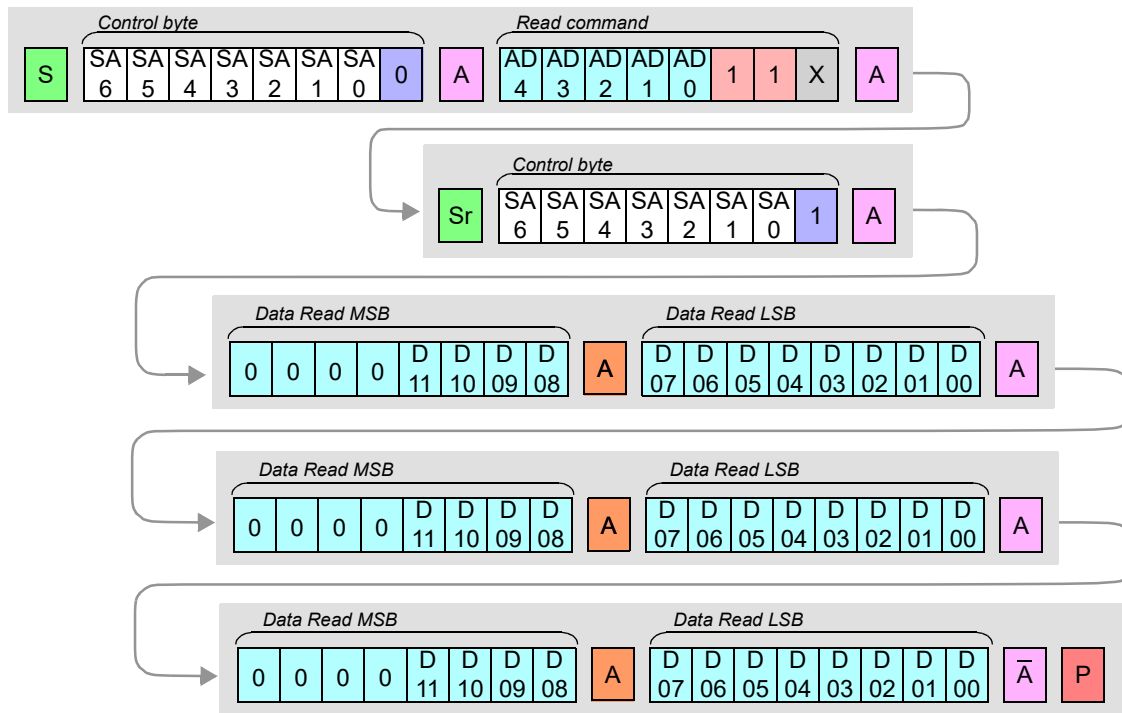 Control byte Read command
S SA 6 SA 5 SA 4 SA 3 SA 2 SA 1 SA 0 0 A AD 4 AD 3 AD 2 AD 1 AD 0 1 1 X A
Control byte
Sr SA 6 SA 5 SA 4 SA 3 SA 2 SA 1 SA 0 1 A
Data Read MSB Data Read LSB
0 0 0 0 D 11 D 10 D 09 D 08 A D 07 D 06 D 05 D 04 D 03 D 02 D 01 D 00 A
Data Read MSB Data Read LSB
0 0 0 0 D 11 D 10 D 09 D 08 A D 07 D 06 D 05 D 04 D 03 D 02 D 01 D 00 A
Data Read MSB Data Read LSB
0 0 0 0 D 11 D 10 D 09 D 08 A D 07 D 06 D 05 D 04 D 03 D 02 D 01 D 00 A̅ P